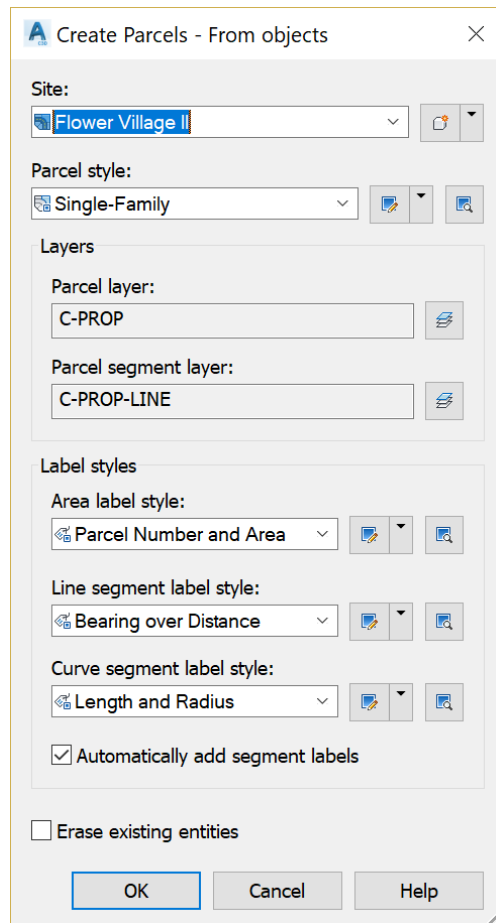 Create Parcels - From objects
Site:
Flower Village II
Parcel style:
Single-Family
Layers
Parcel layer:
C-PROP
Parcel segment layer:
C-PROP-LINE
Label styles
Area label style:
Parcel Number and Area
Line segment label style:
Bearing over Distance
Curve segment label style:
Length and Radius
Automatically add segment labels
Erase existing entities
OK Cancel Help